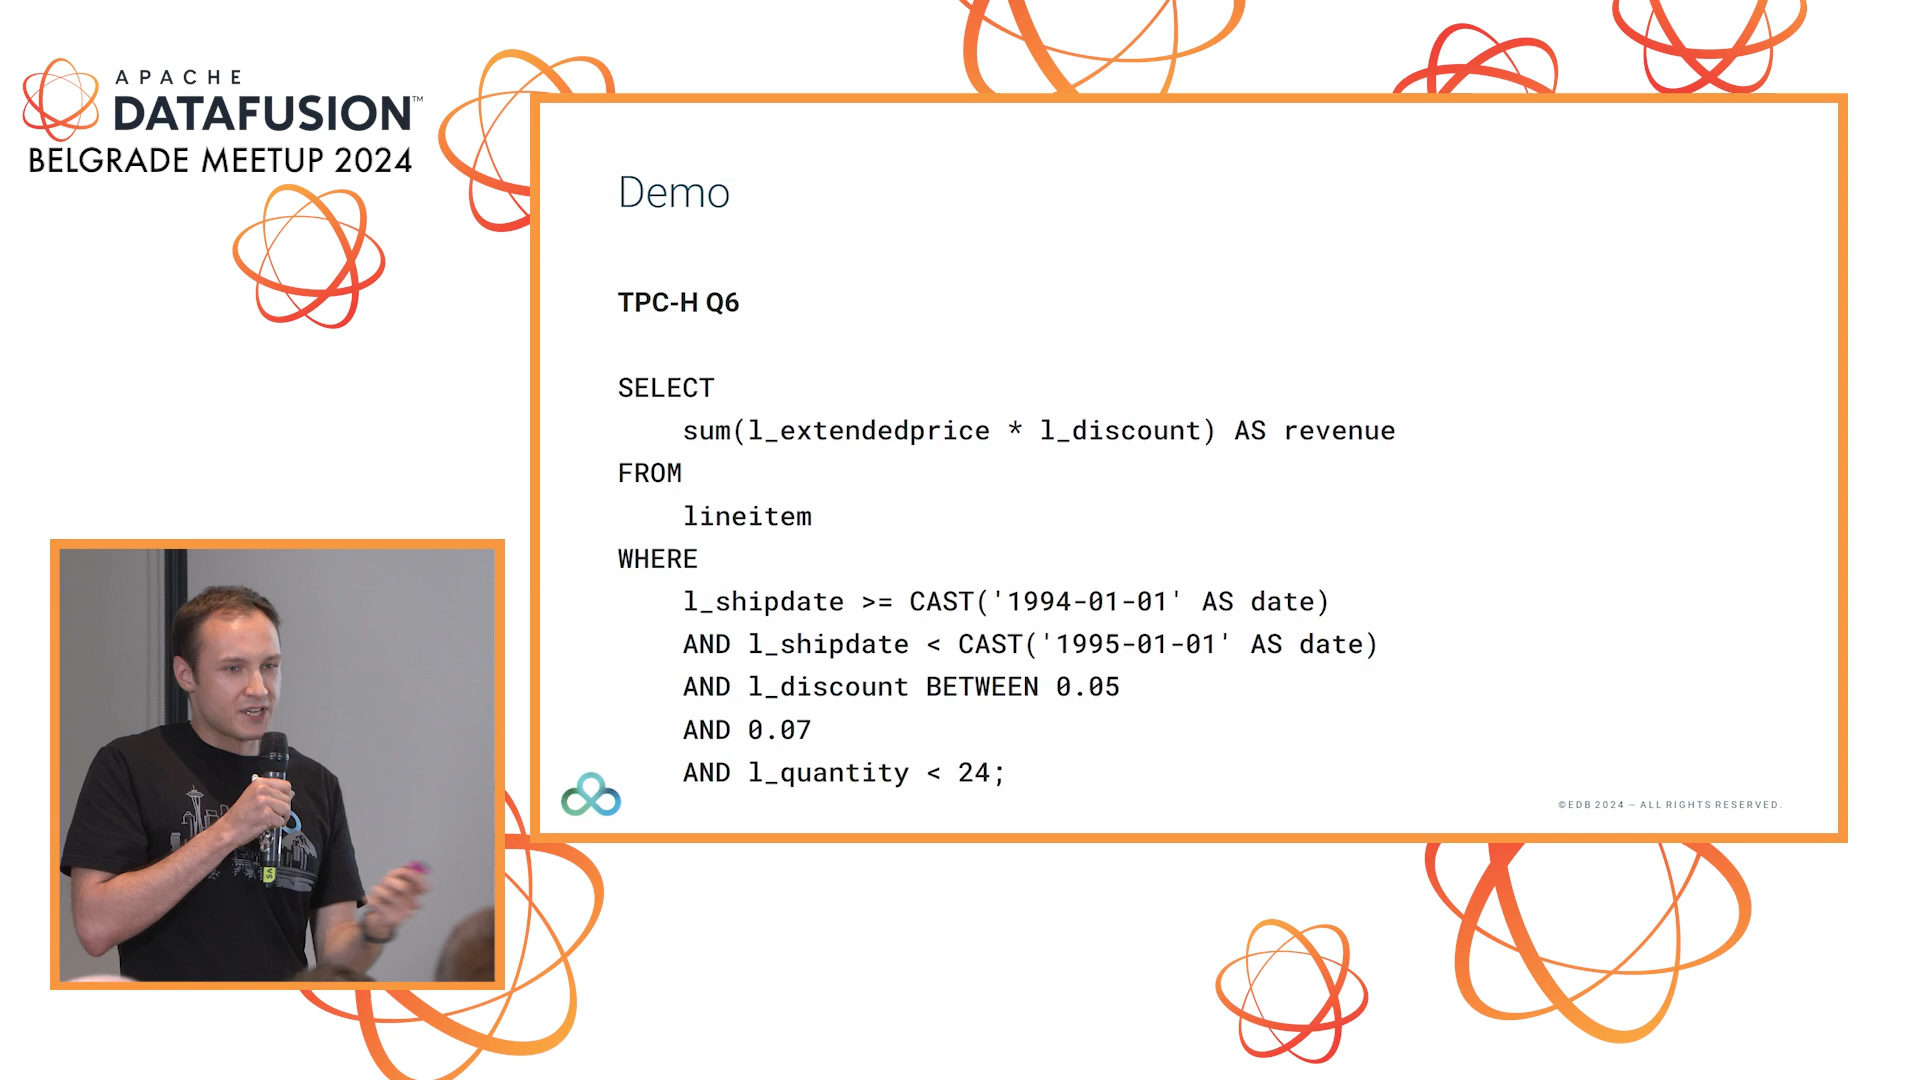 APACHE
DATAFUSION™
BELGRADE MEETUP 2024
Demo
TPC-H Q6
SELECT
sum(l_extendedprice * l_discount) AS revenue
FROM
lineitem
WHERE
l_shipdate >= CAST('1994-01-01' AS date)
AND l_shipdate < CAST('1995-01-01' AS date)
AND l_discount BETWEEN 0.05
AND 0.07
AND l_quantity < 24;
©EDB 2024 — ALL RIGHTS RESERVED.
V5